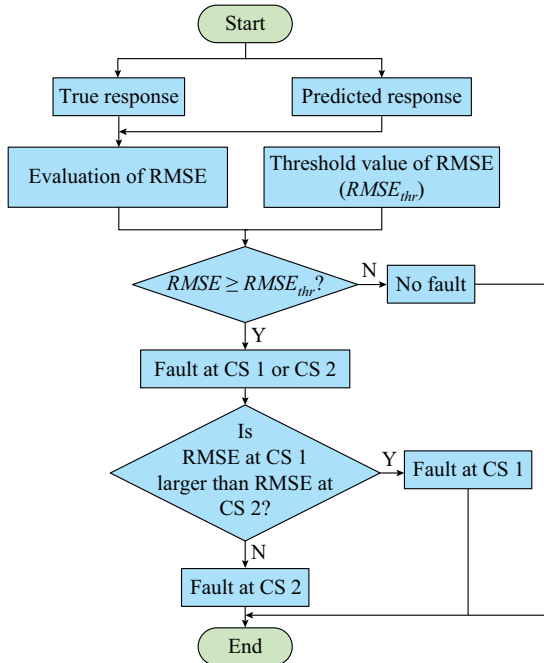 Start
True response
Predicted response
Evaluation of RMSE
Threshold value of RMSE
(RMSEthr)
RMSE ≥ RMSEthr?
N
No fault
Y
Fault at CS 1 or CS 2
Is
RMSE at CS 1
larger than RMSE at
CS 2?
Y
Fault at CS 1
N
Fault at CS 2
End